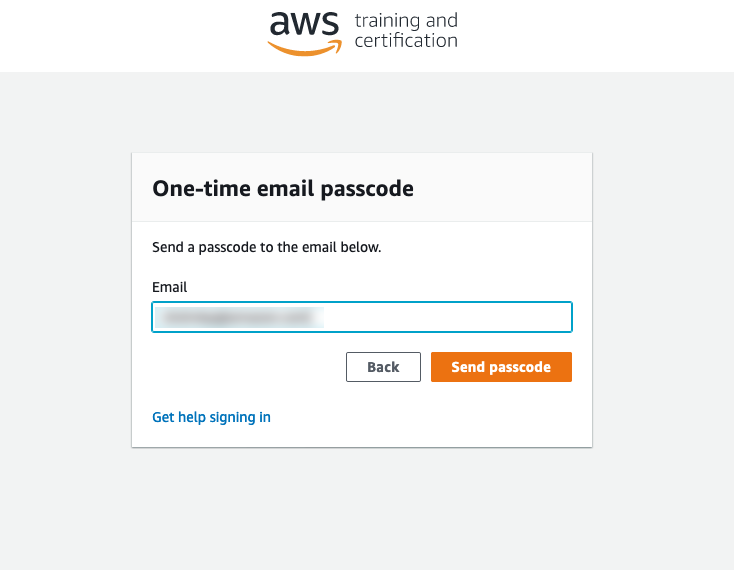 aws training and
certification
One-time email passcode
Send a passcode to the email below.
Email
Back Send passcode
Get help signing in